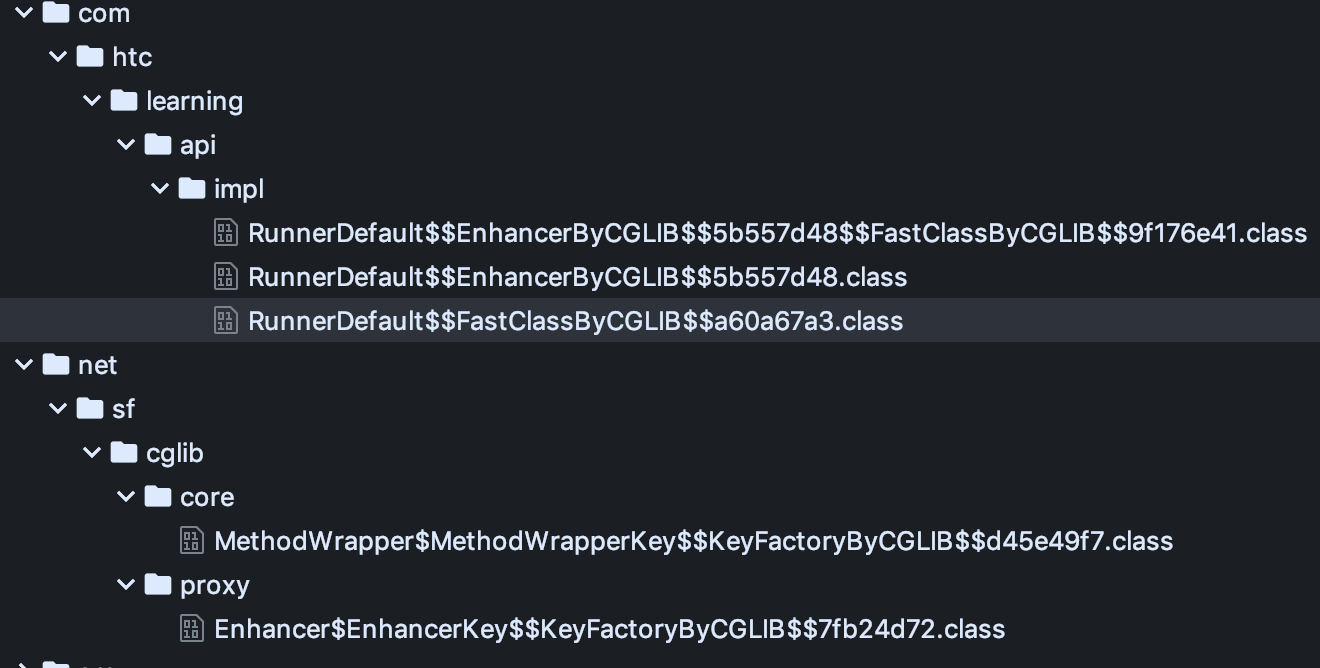 com
htc
learning
api
impl
RunnerDefault$$EnhancerByCGLIB$$5b557d48$$FastClassByCGLIB$$9f176e41.class
RunnerDefault$$EnhancerByCGLIB$$5b557d48.class
RunnerDefault$$FastClassByCGLIB$$a60a67a3.class
net
sf
cglib
core
MethodWrapper$MethodWrapperKey$$KeyFactoryByCGLIB$$d45e49f7.class
proxy
Enhancer$EnhancerKey$$KeyFactoryByCGLIB$$7fb24d72.class